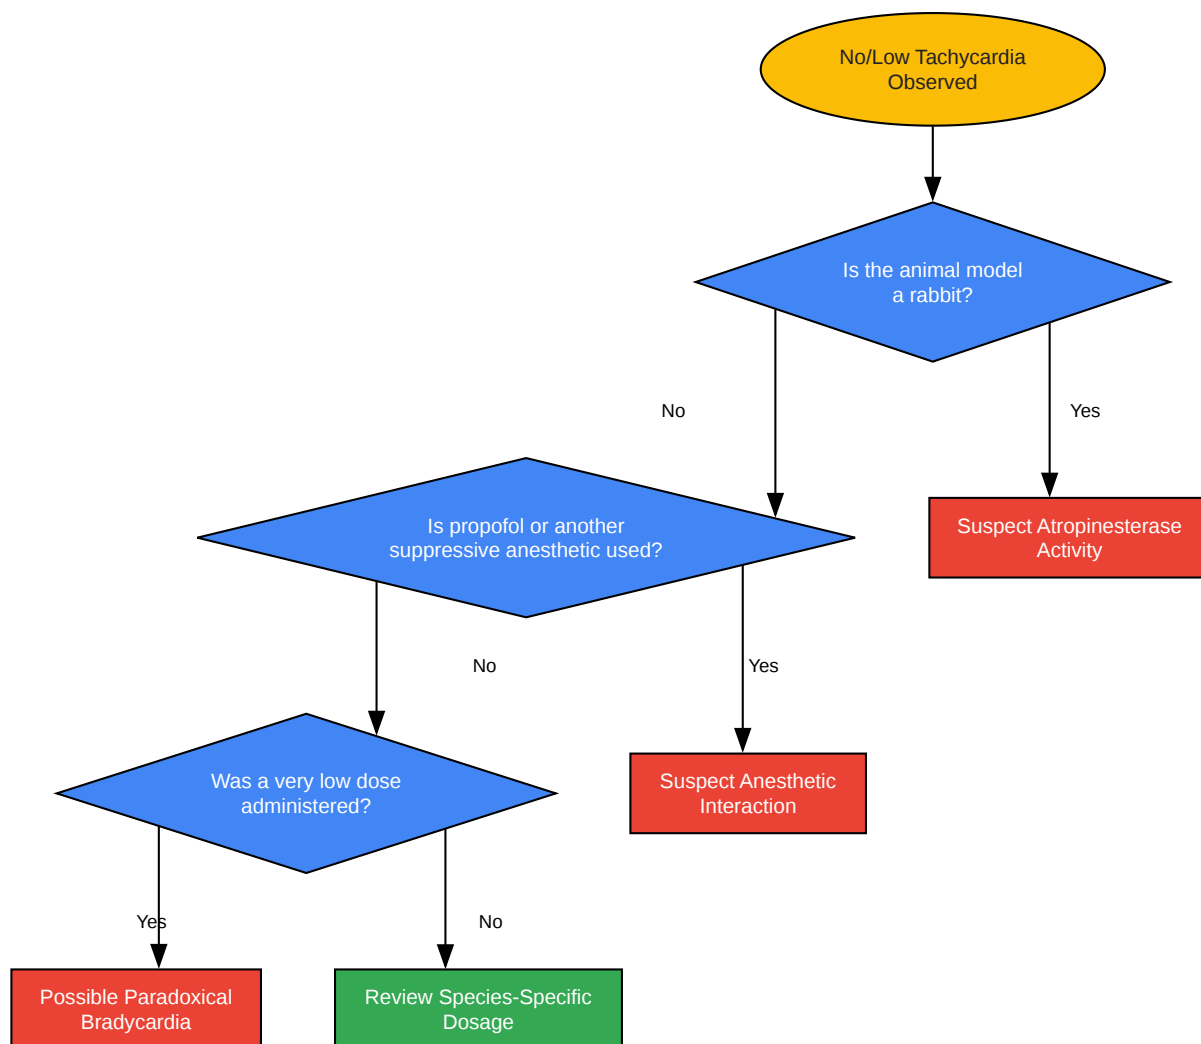 No/Low Tachycardia
Observed
Is the animal model
a rabbit?
No
Yes
Is propofol or another
suppressive anesthetic used?
Suspect Atropinesterase
Activity
No
Yes
Was a very low dose
administered?
Suspect Anesthetic
Interaction
Yes
No
Possible Paradoxical
Bradycardia
Review Species-Specific
Dosage